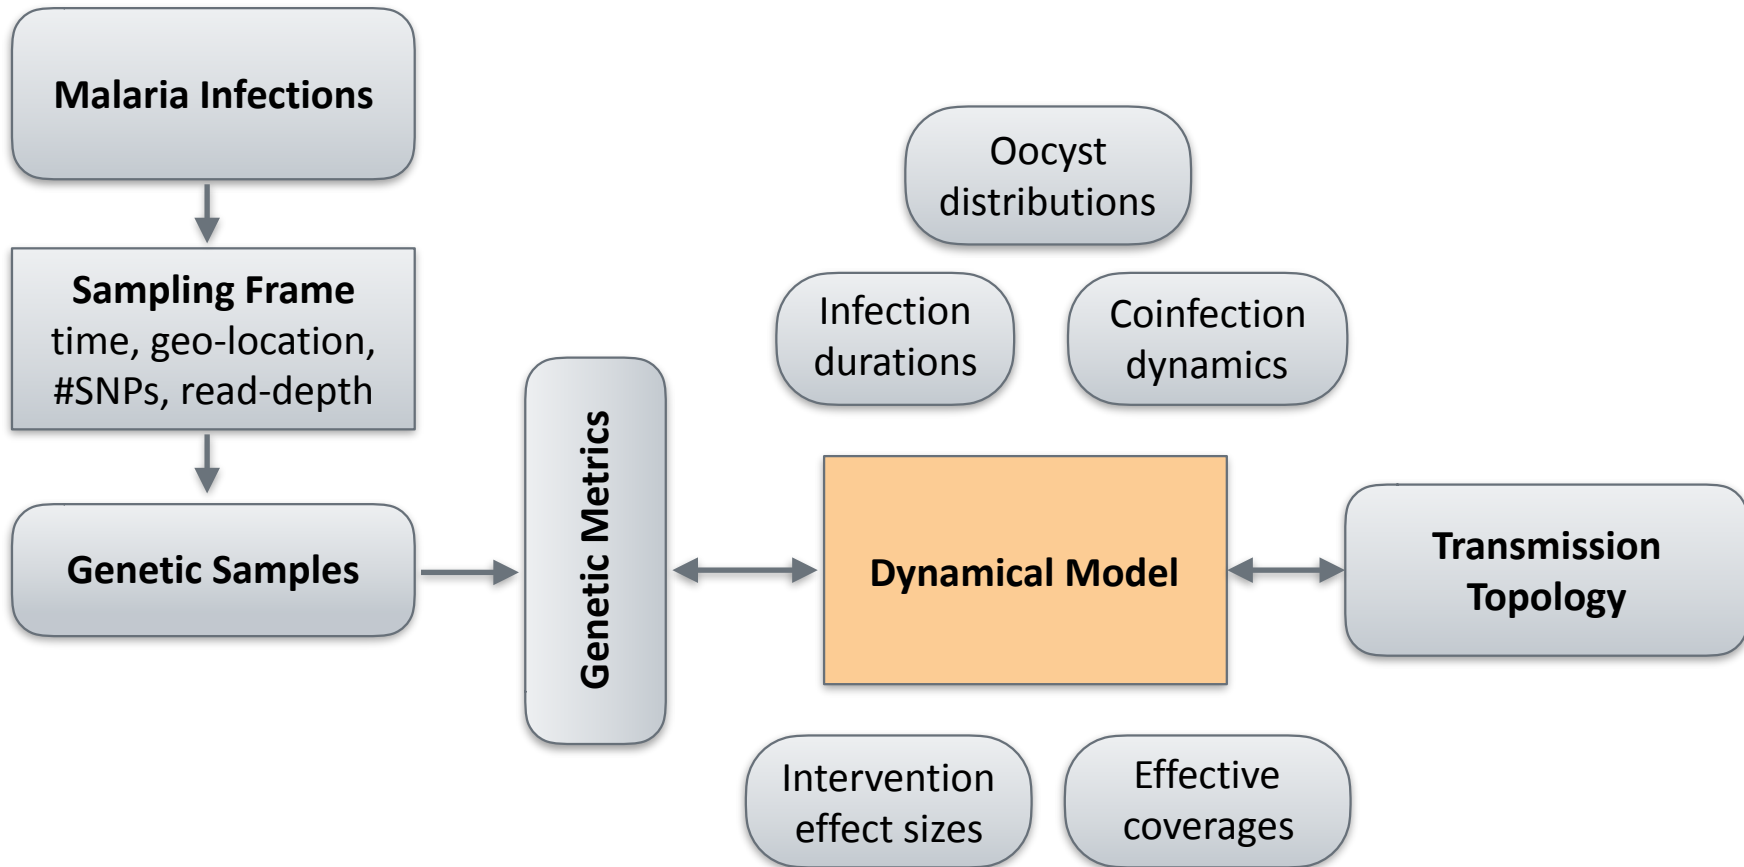 Malaria Infections
Sampling Frame
time, geo-location,
#SNPs, read-depth
Genetic Samples
Genetic Metrics
Oocyst
distributions
Infection
durations
Coinfection
dynamics
Dynamical Model
Transmission
Topology
Intervention
effect sizes
Effective
coverages